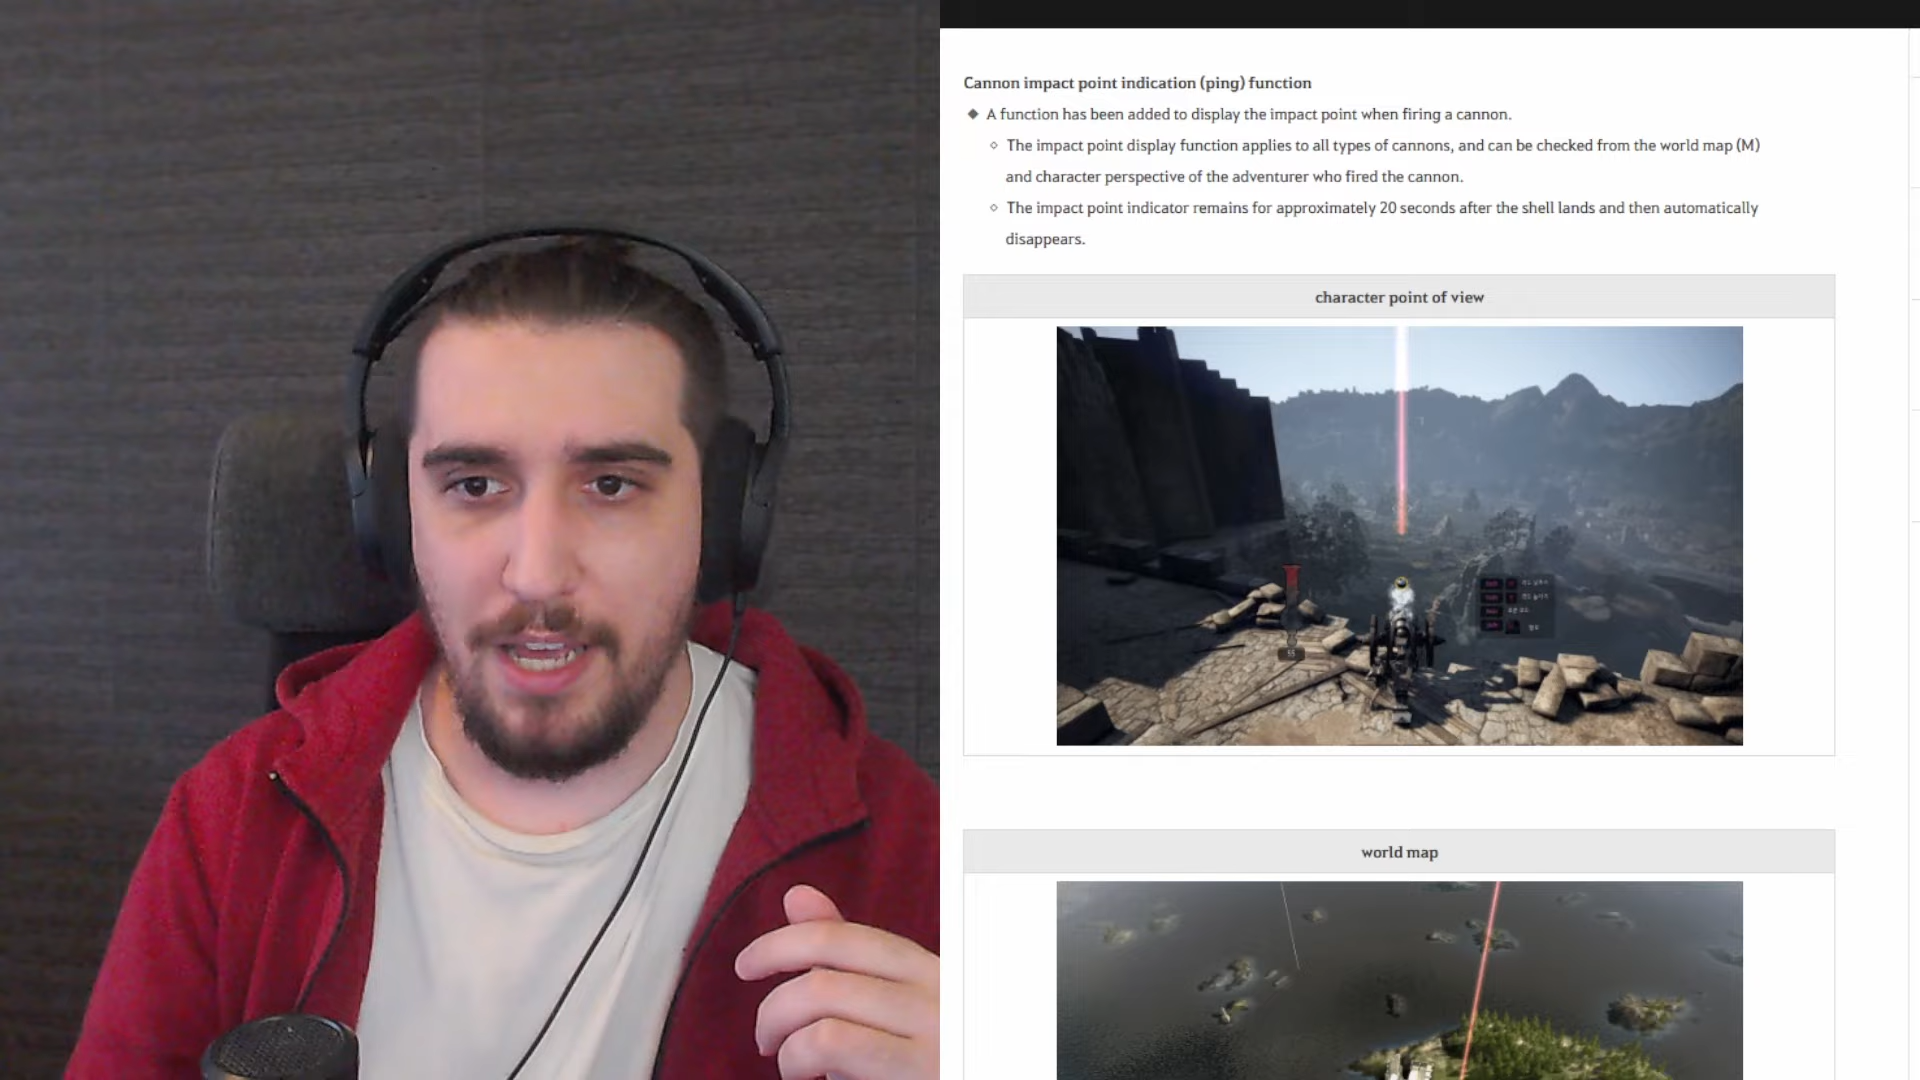 Cannon impact point indication (ping) function
A function has been added to display the impact point when firing a cannon.
The impact point display function applies to all types of cannons, and can be checked from the world map (M)
and character perspective of the adventurer who fired the cannon.
The impact point indicator remains for approximately 20 seconds after the shell lands and then automatically
disappears.
character point of view
55
world map